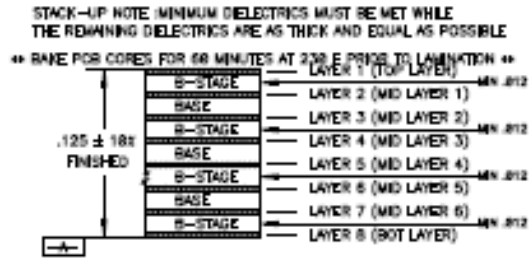 STACK-UP NOTE :MINIMUM DIELECTRICS MUST BE MET WHILE
THE REMAINING DIELECTRICS ARE AS THICK AND EQUAL AS POSSIBLE
** BAKE PCB CORES FOR 60 MINUTES AT 230 F PRIOR TO LAMINATION **
LAYER 1 (TOP LAYER)
B-STAGE
MIN .012
LAYER 2 (MID LAYER 1)
BASE
LAYER 3 (MID LAYER 2)
B-STAGE
MIN .012
LAYER 4 (MID LAYER 3)
.125 ± 10%
FINISHED
BASE
LAYER 5 (MID LAYER 4)
B-STAGE
MIN .012
LAYER 6 (MID LAYER 5)
BASE
LAYER 7 (MID LAYER 6)
B-STAGE
MIN .012
LAYER 8 (BOT LAYER)
-A-